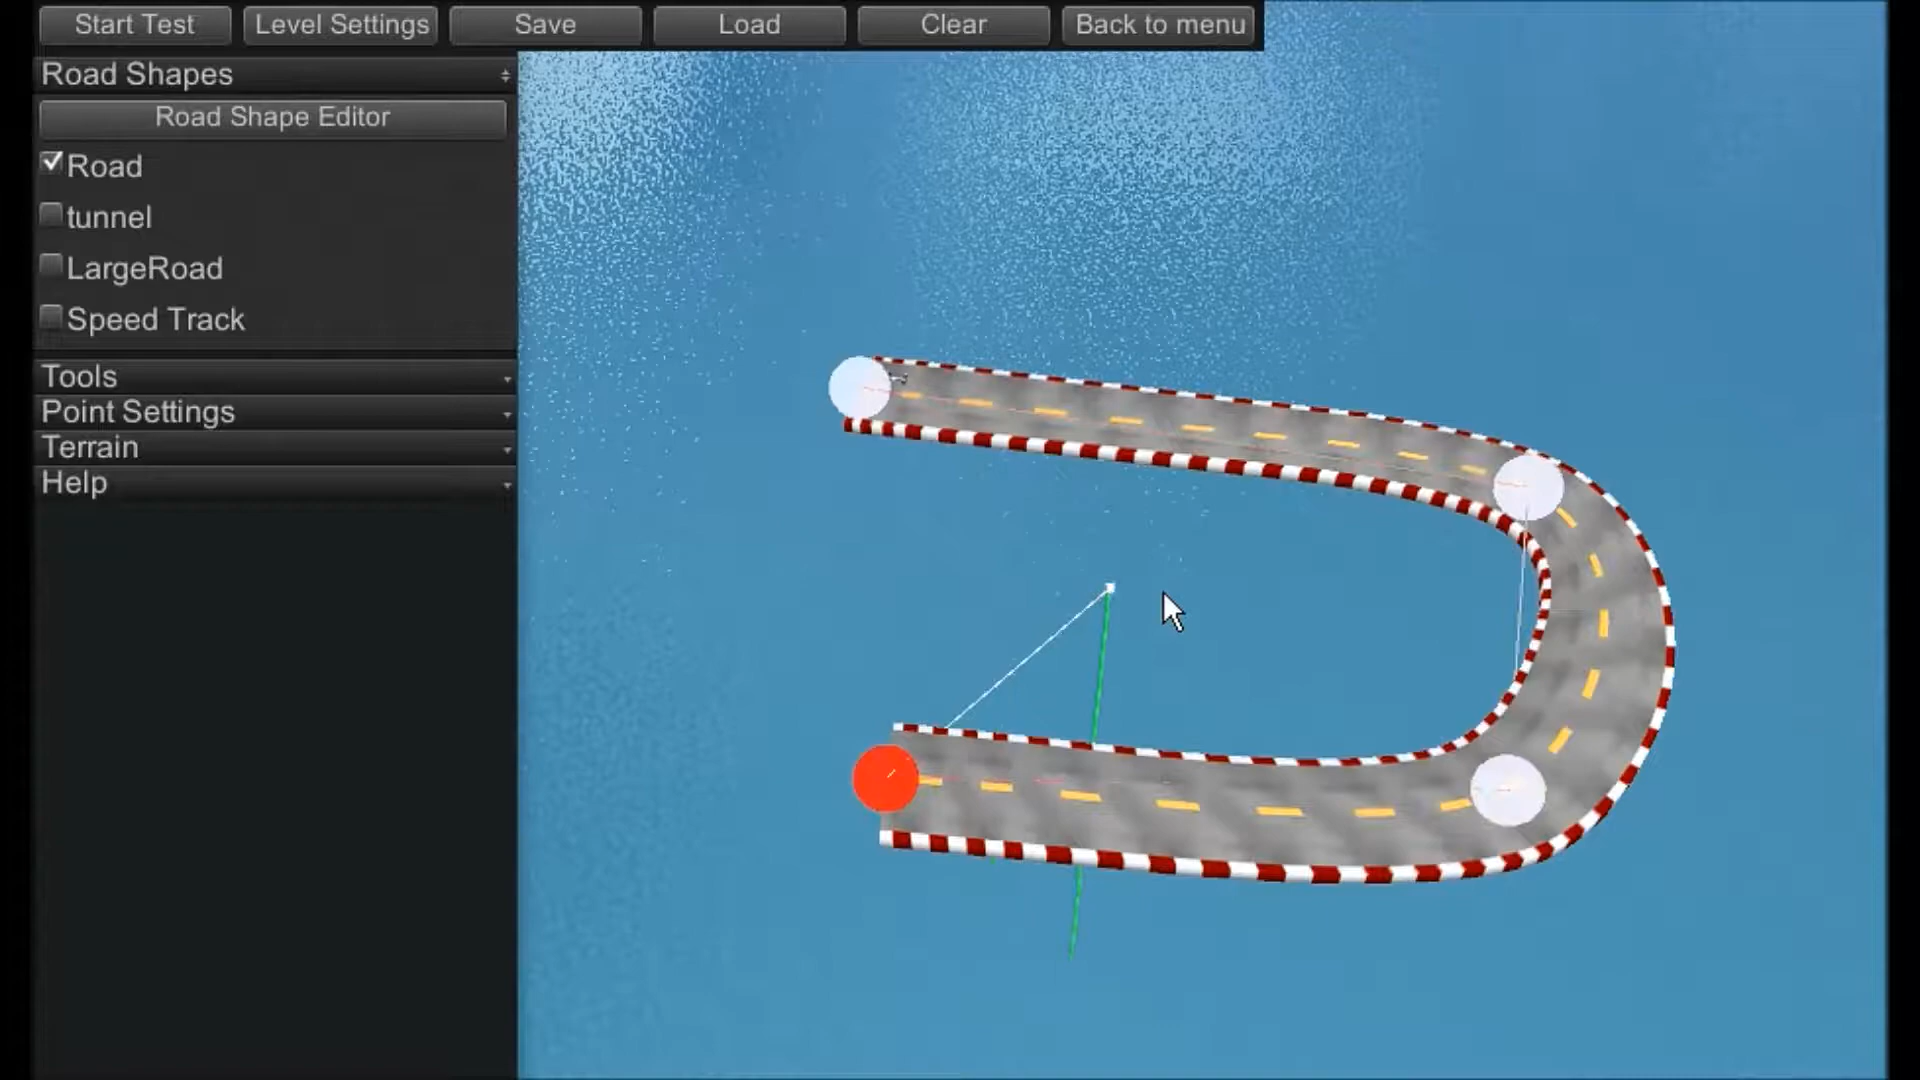 Start Test
Level Settings
Save
Load
Clear
Back to menu
Road Shapes
Road Shape Editor
Road
tunnel
LargeRoad
Speed Track
Tools
Point Settings
Terrain
Help